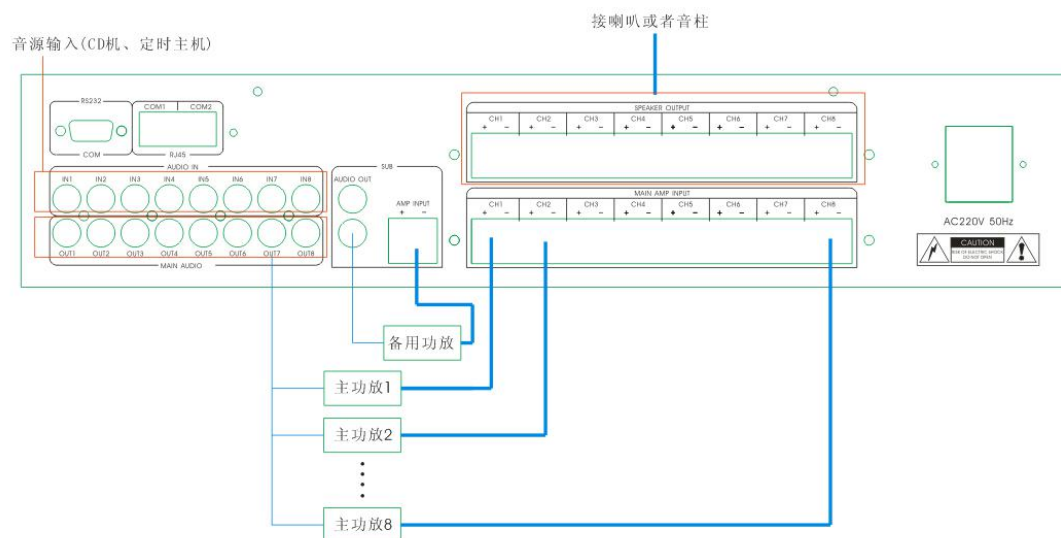 接喇叭或者音柱
音源输入(CD机、定时主机)
RS232
COM1 COM2
COM
RJ45
SPEAKER OUTPUT
CH1 CH2 CH3 CH4 CH5 CH6 CH7 CH8
+ - + - + - + - + - + - + - + -
AUDIO IN
IN1 IN2 IN3 IN4 IN5 IN6 IN7 IN8
SUB
AUDIO OUT
AMP INPUT
+ -
MAIN AMP INPUT
CH1 CH2 CH3 CH4 CH5 CH6 CH7 CH8
+ - + - + - + - + - + - + - + -
OUT1 OUT2 OUT3 OUT4 OUT5 OUT6 OUT7 OUT8
MAIN AUDIO
AC220V 50Hz
CAUTION
DO NOT OPEN
备用功放
主功放1
主功放2
主功放8